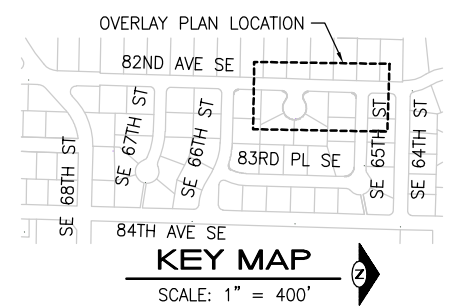 OVERLAY PLAN LOCATION
82ND AVE SE
SE 68TH ST
SE 67TH ST
SE 66TH ST
83RD PL SE
SE 65TH ST
SE 64TH ST
84TH AVE SE
KEY MAP
SCALE: 1" = 400'
Z